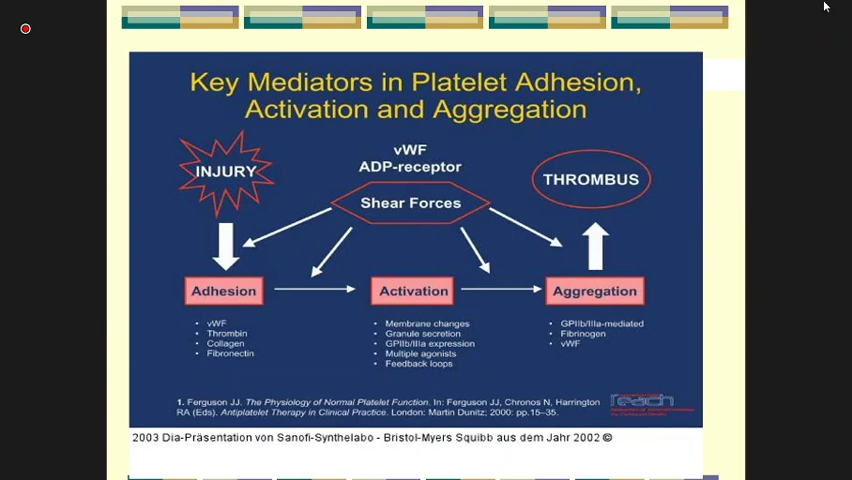 Key Mediators in Platelet Adhesion,
Activation and Aggregation
INJURY
vWF
ADP-receptor
Shear Forces
THROMBUS
Adhesion
Activation
Aggregation
• vWF
• Thrombin
• Collagen
• Fibronectin
• Membrane changes
• Granule secretion
• GPIIb/IIIa expression
• Multiple agonists
• Feedback loops
• GPIIb/IIIa-mediated
• Fibrinogen
• vWF
1. Ferguson JJ. The Physiology of Normal Platelet Function. In: Ferguson JJ, Chronos N, Harrington
RA (Eds). Antiplatelet Therapy in Clinical Practice. London: Martin Dunitz; 2000: pp.15–35.
reach
2003 Dia-Präsentation von Sanofi-Synthelabo - Bristol-Myers Squibb aus dem Jahr 2002 ©